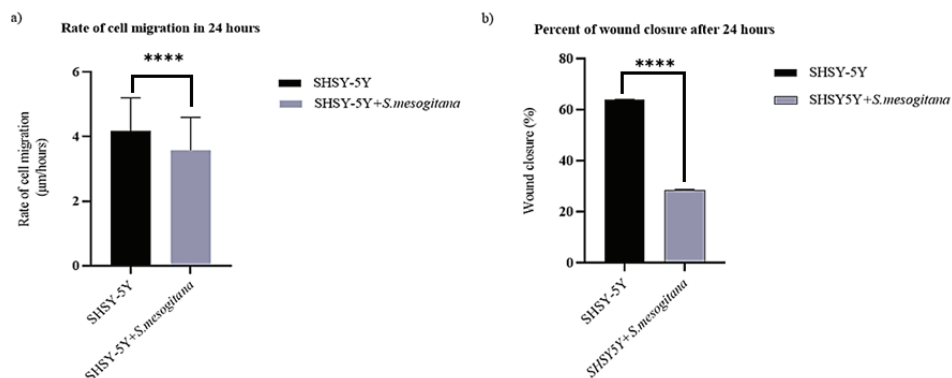 a)
Rate of cell migration in 24 hours
Rate of cell migration
(µm/hours)
6
4
2
0
****
SHSY-5Y
SHSY-5Y+S.mesogitana
SHSY-5Y
SHSY-5Y+S.mesogitana
b)
Percent of wound closure after 24 hours
Wound closure (%)
80
60
40
20
0
****
SHSY-5Y
SHSY5Y+S.mesogitana
SHSY-5Y
SHSY5Y+S.mesogitana